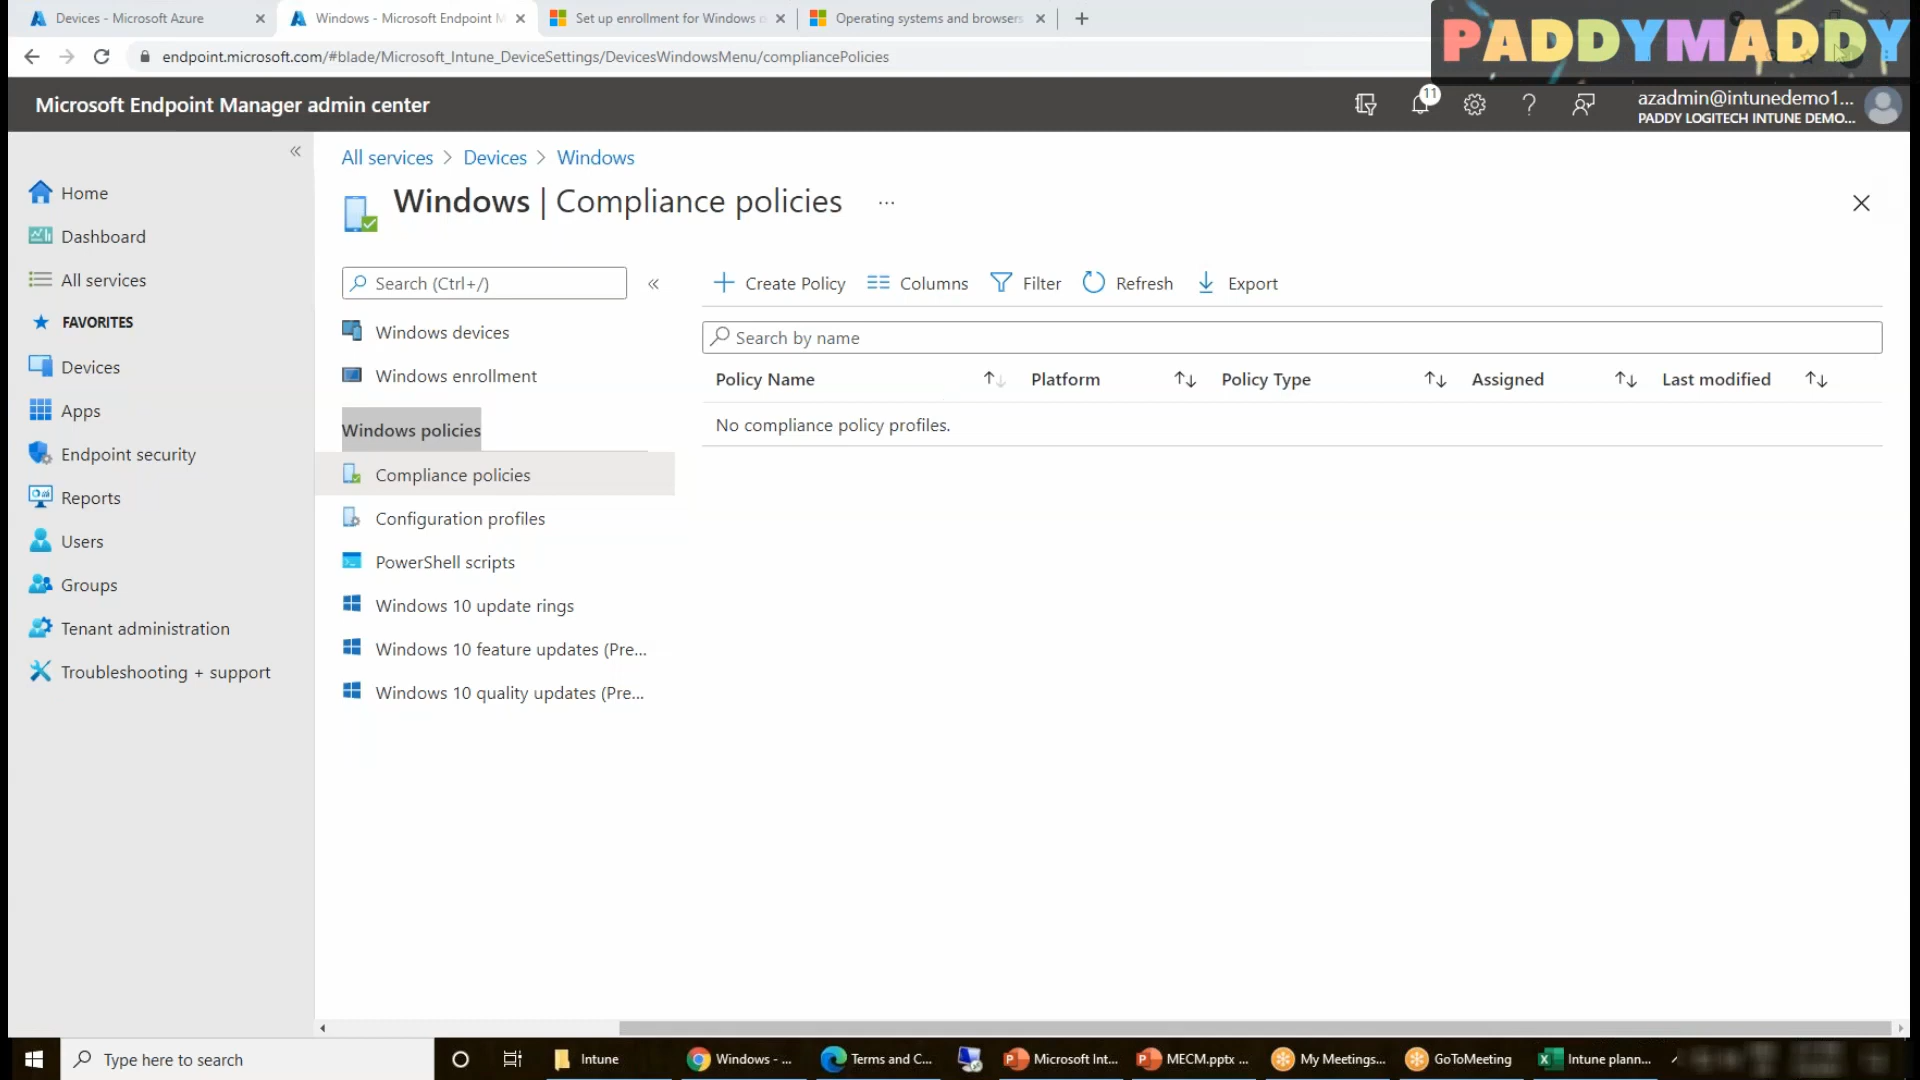 Devices - Microsoft Azure
Windows - Microsoft Endpoint M
Set up enrollment for Windows
Operating systems and browsers
PADDYMADDY
endpoint.microsoft.com/#blade/Microsoft_Intune_DeviceSettings/DevicesWindowsMenu/compliancePolicies
Microsoft Endpoint Manager admin center
11
azadmin@intunedemo1...
PADDY LOGITECH INTUNE DEMO...
Home
Dashboard
All services
FAVORITES
Devices
Apps
Endpoint security
Reports
Users
Groups
Tenant administration
Troubleshooting + support
All services > Devices > Windows
Windows | Compliance policies
Search (Ctrl+/)
Windows devices
Windows enrollment
Windows policies
Compliance policies
Configuration profiles
PowerShell scripts
Windows 10 update rings
Windows 10 feature updates (Pre...
Windows 10 quality updates (Pre...
Create Policy
Columns
Filter
Refresh
Export
Search by name
Policy Name
Platform
Policy Type
Assigned
Last modified
No compliance policy profiles.
Type here to search
Intune
Windows - ...
Terms and C...
Microsoft Int...
MECM.pptx ...
My Meetings...
GoToMeeting
Intune plann...